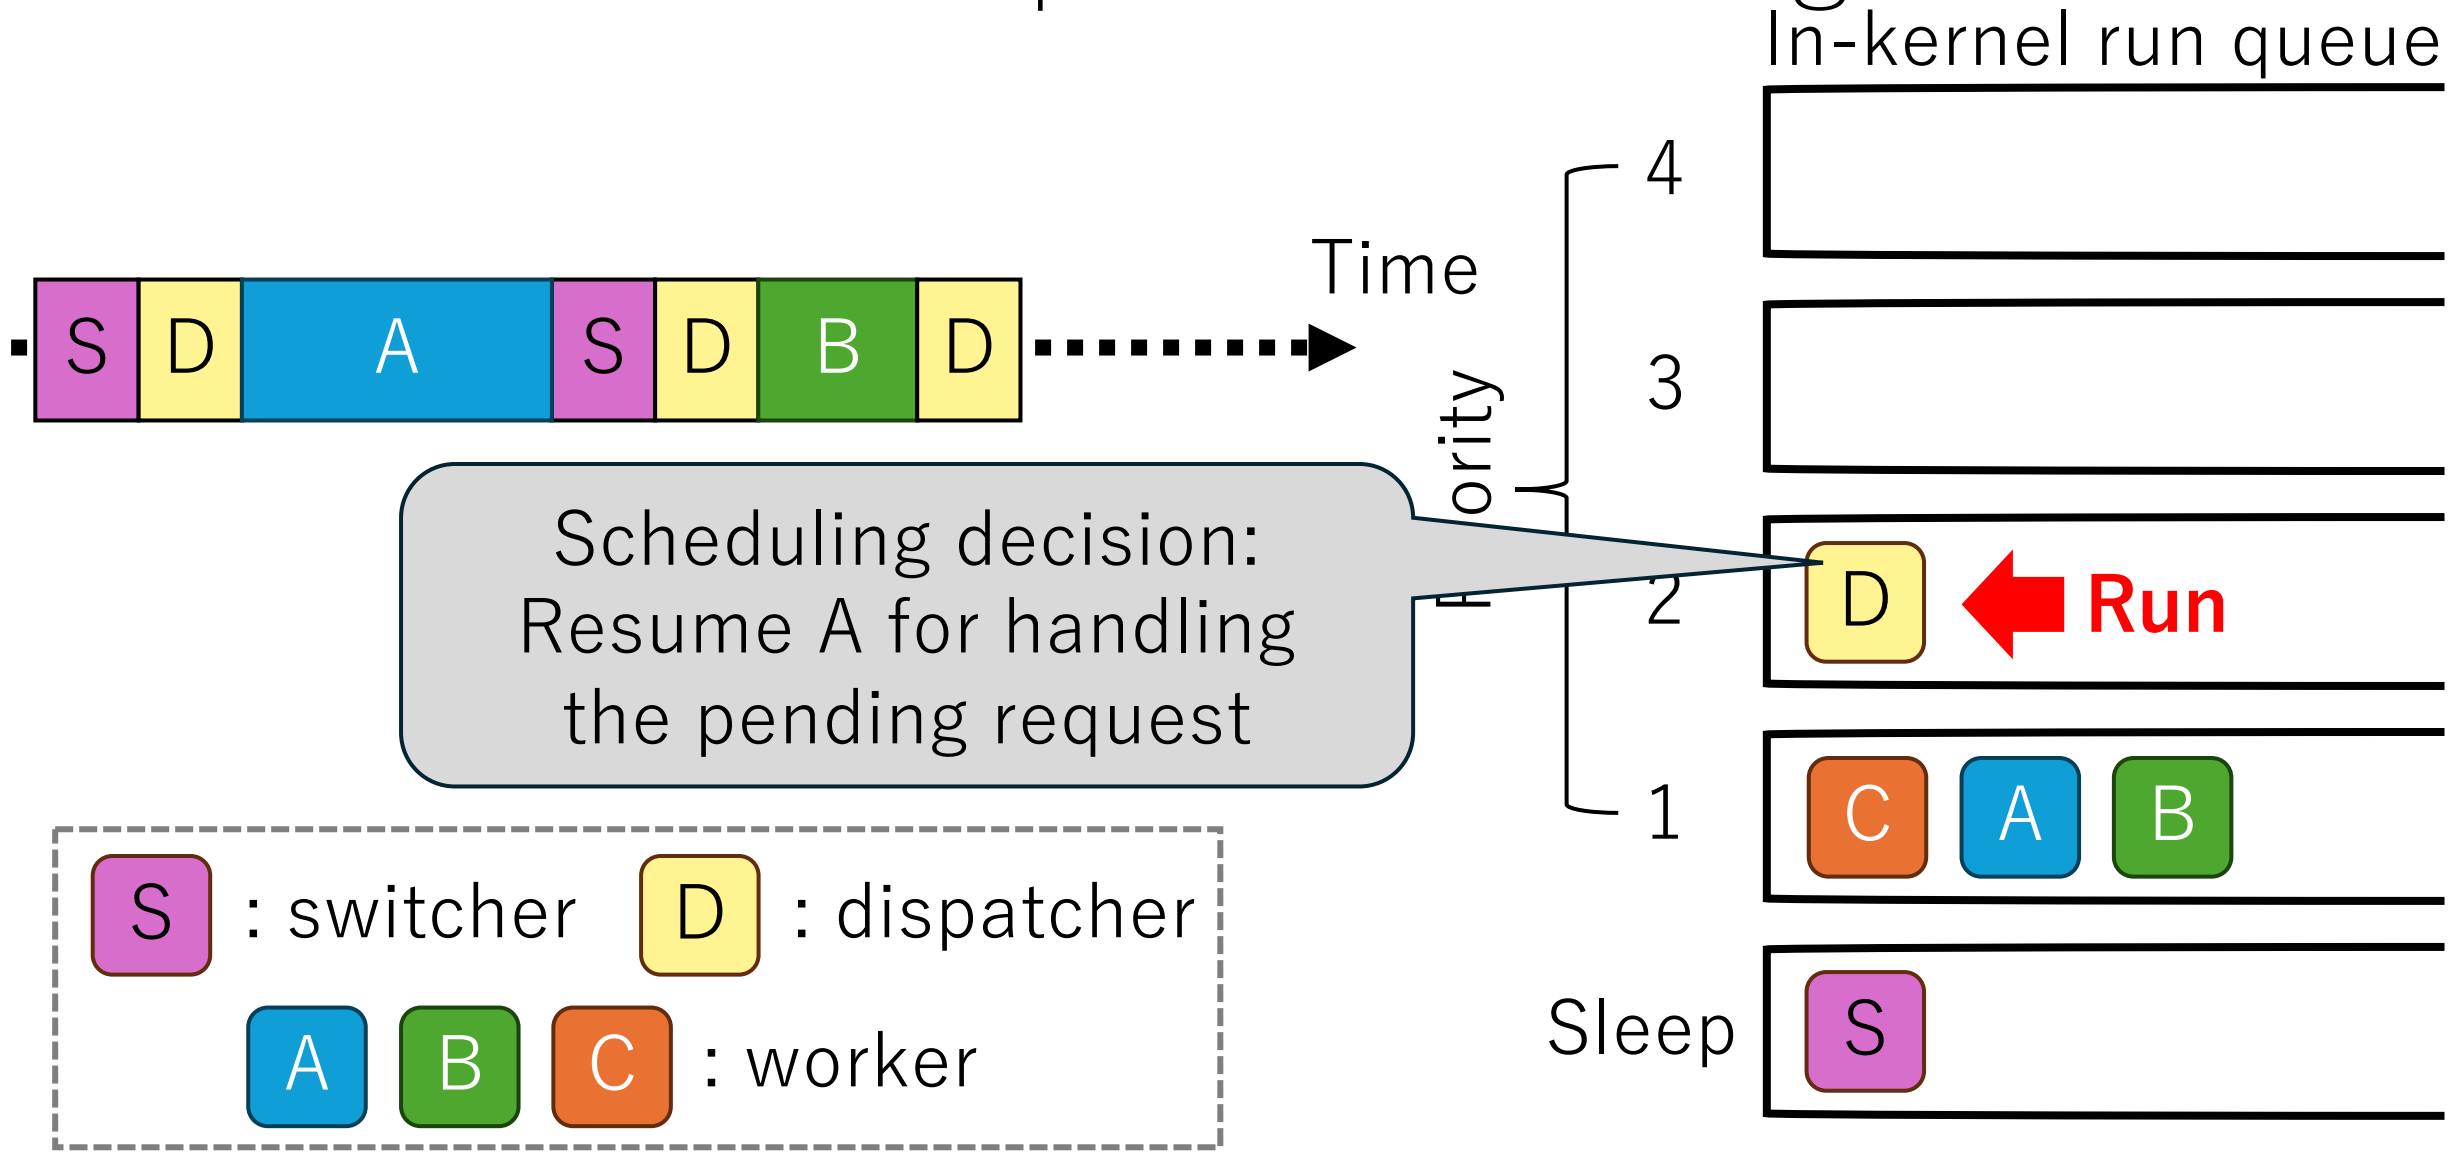 In-kernel run queue
4
Time
S D A S D B D
3
Scheduling decision:
Resume A for handling
the pending request
2
D Run
1
C A B
S : switcher D : dispatcher
A B C : worker
Sleep
S